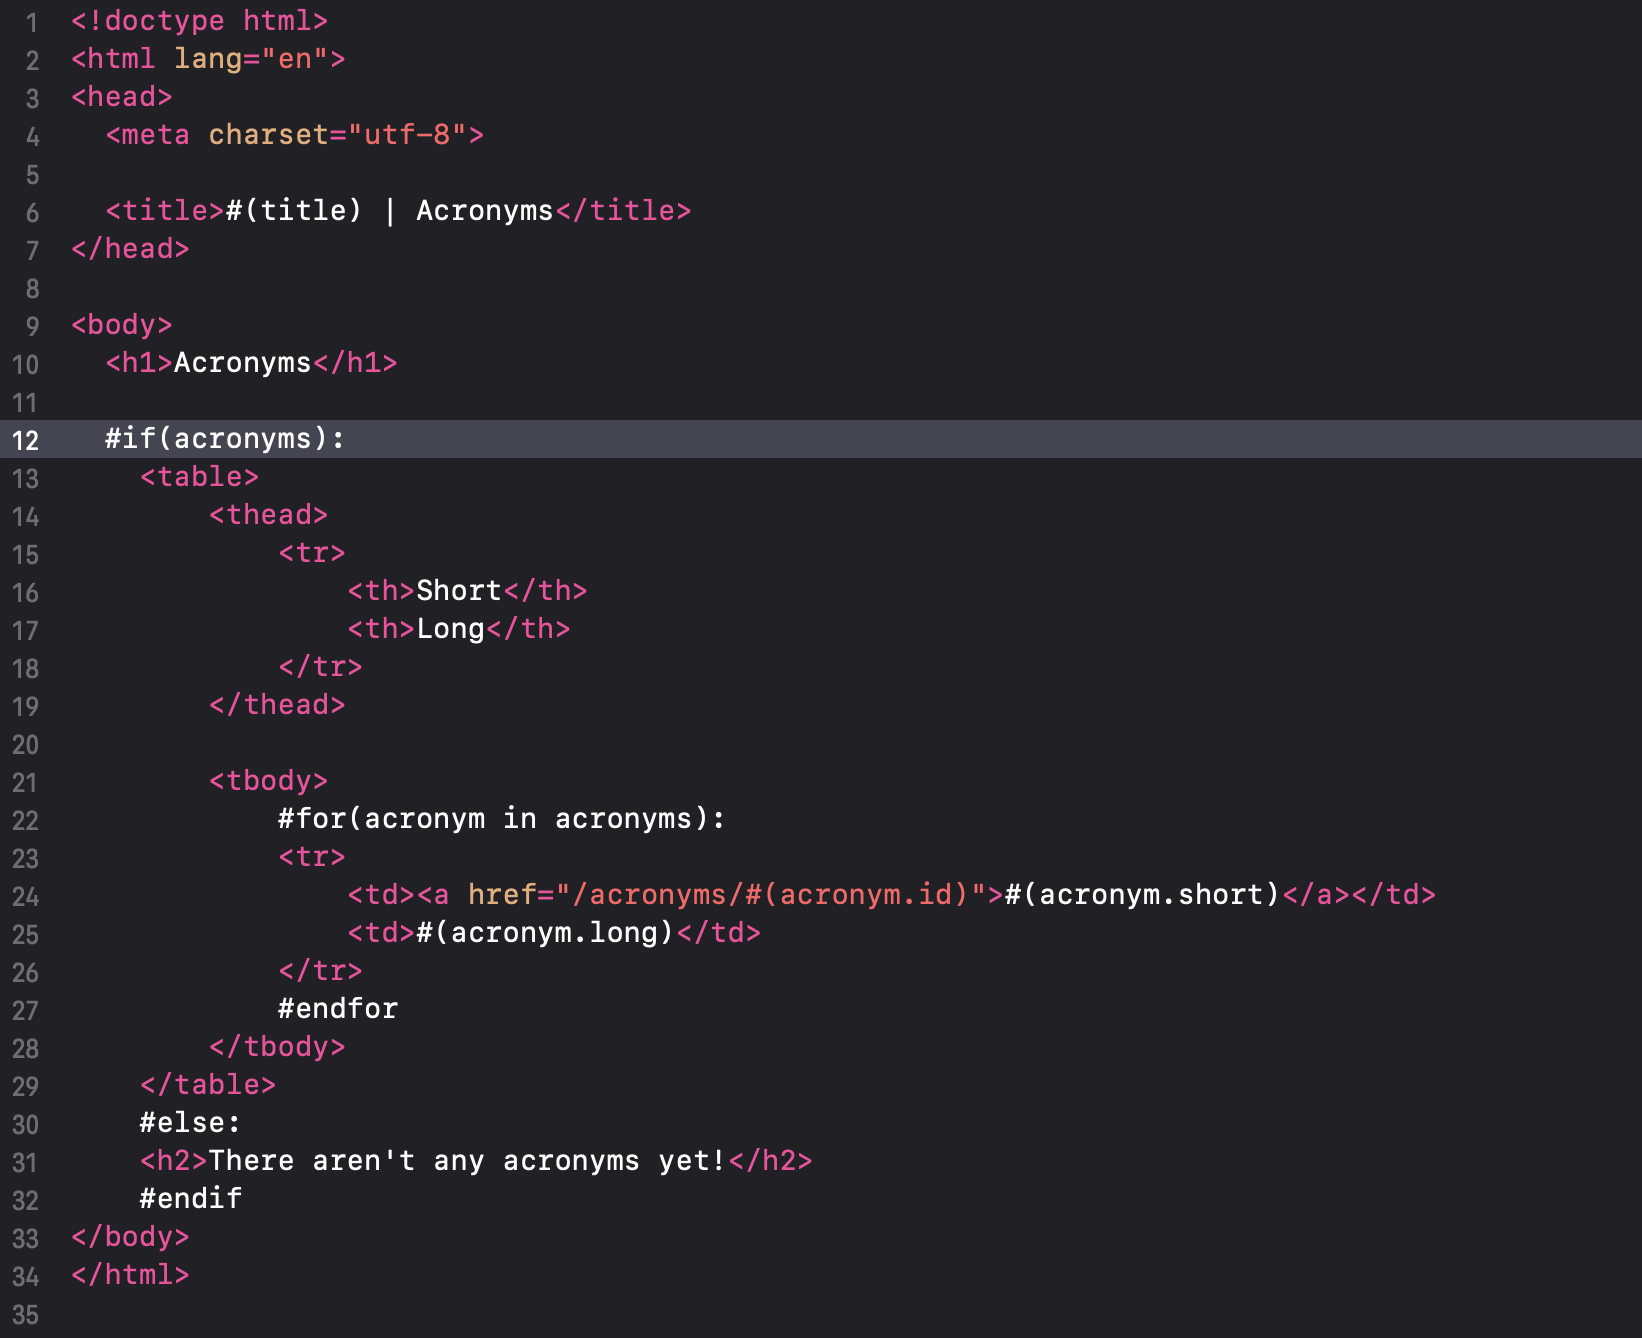 1 <!doctype html>
2 <html lang="en">
3 <head>
4   <meta charset="utf-8">
5
6   <title>#(title) | Acronyms</title>
7 </head>
8
9 <body>
10   <h1>Acronyms</h1>
11
12   #if(acronyms):
13     <table>
14         <thead>
15             <tr>
16                 <th>Short</th>
17                 <th>Long</th>
18             </tr>
19         </thead>
20
21         <tbody>
22             #for(acronym in acronyms):
23             <tr>
24                 <td><a href="/acronyms/#(acronym.id)">#(acronym.short)</a></td>
25                 <td>#(acronym.long)</td>
26             </tr>
27             #endfor
28         </tbody>
29     </table>
30     #else:
31     <h2>There aren't any acronyms yet!</h2>
32     #endif
33 </body>
34 </html>
35